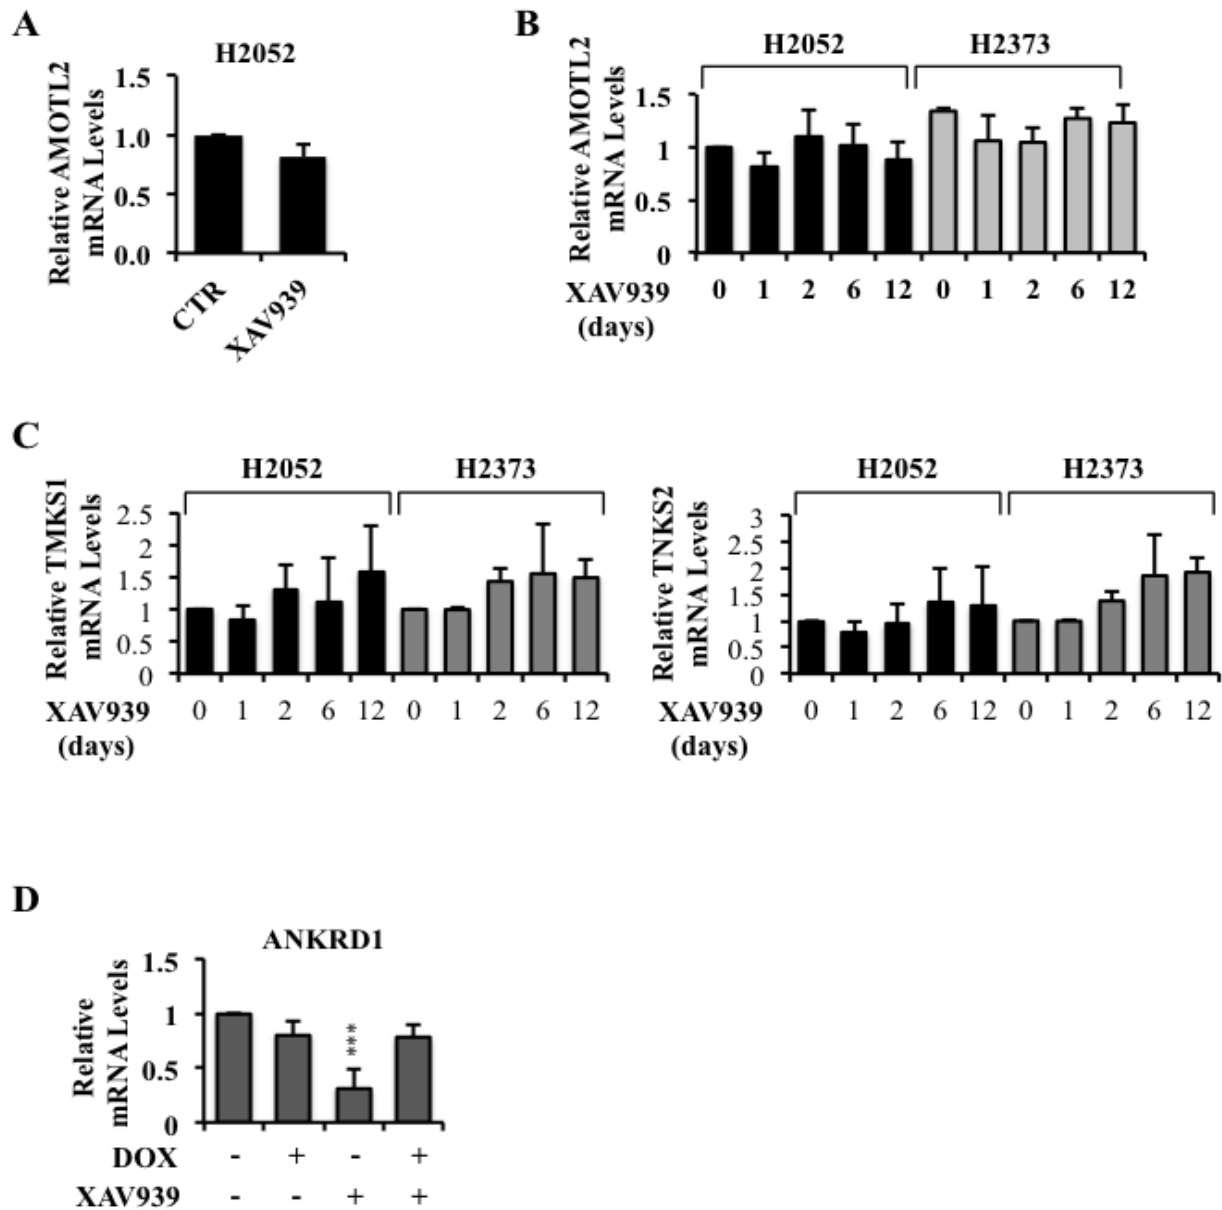 A
H2052
Relative AMOTL2
mRNA Levels
1.5
1.0
0.5
0.0
CTR
XAV939
B
H2052 H2373
Relative AMOTL2
mRNA Levels
1.5
1
0.5
0
XAV939 0 1 2 6 12 0 1 2 6 12
(days)
C
H2052 H2373
Relative TMKS1
mRNA Levels
2.5
2
1.5
1
0.5
0
XAV939 0 1 2 6 12 0 1 2 6 12
(days)
H2052 H2373
Relative TNKS2
mRNA Levels
3
2.5
2
1.5
1
0.5
0
XAV939 0 1 2 6 12 0 1 2 6 12
(days)
D
ANKRD1
Relative
mRNA Levels
1.5
1
0.5
0
***
DOX - + - +
XAV939 - - + +